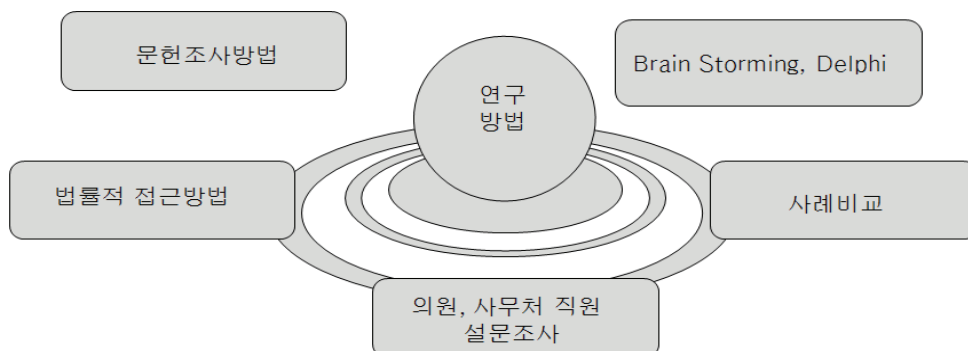 문헌조사방법
연구
방법
Brain Storming, Delphi
법률적 접근방법
사례비교
의원, 사무처 직원
설문조사